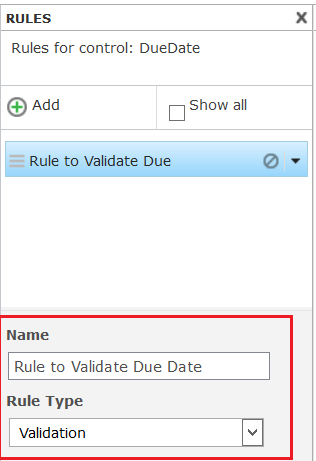 RULES
Rules for control: DueDate
Add
Show all
Rule to Validate Due
Name
Rule to Validate Due Date
Rule Type
Validation